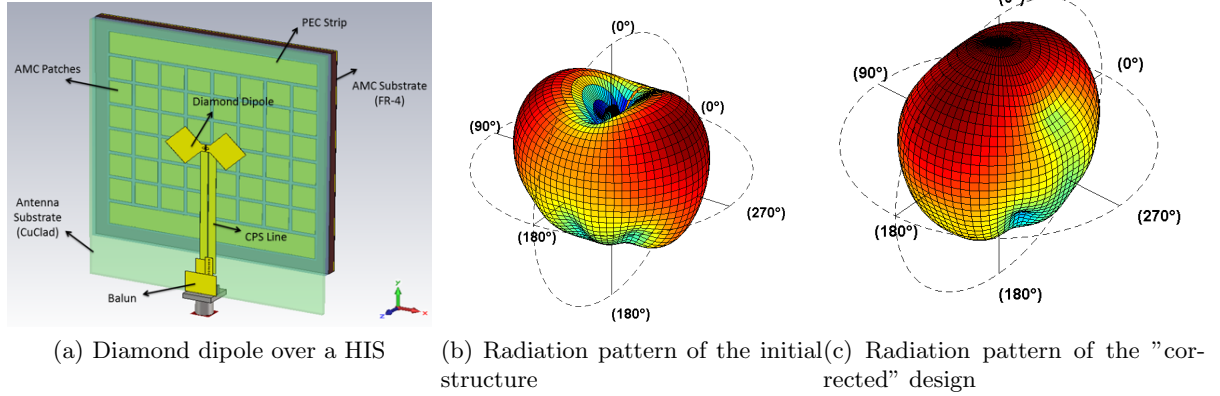 PEC Strip
AMC Patches
AMC Substrate
(FR-4)
Diamond Dipole
Antenna
Substrate
(CuClad)
CPS Line
Balun
y
x
z
(a) Diamond dipole over a HIS
(0°)
(0°)
(90°)
(270°)
(180°)
(180°)
(b) Radiation pattern of the initial
structure
(0°)
(90°)
(0°)
(270°)
(180°)
(180°)
(c) Radiation pattern of the ”cor-
rected” design